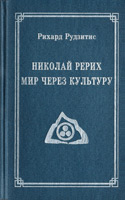 Рихард Рудзитис
НИКОЛАЙ РЕРИХ
МИР ЧЕРЕЗ КУЛЬТУРУ